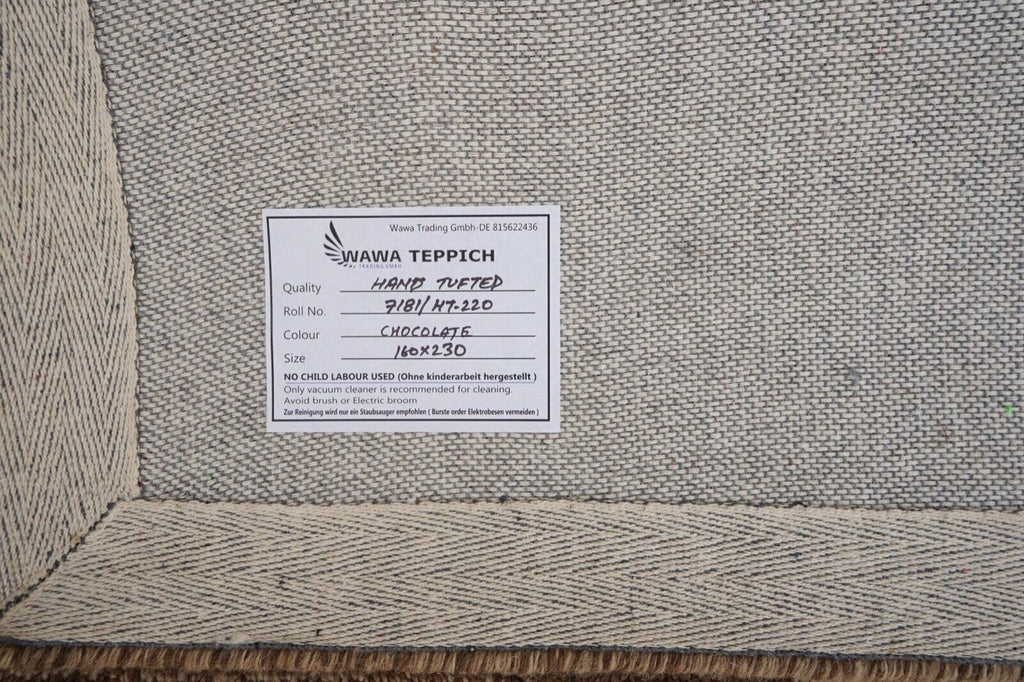 Wawa Trading Gmbh-DE 815622436
WAWA TEPPICH
TRADING GMBH
Quality HAND TUFTED
Roll No. 7181/HT-220
Colour CHOCOLATE
Size 160x230
NO CHILD LABOUR USED (Ohne kinderarbeit hergestellt )
Only vacuum cleaner is recommended for cleaning.
Avoid brush or Electric broom
Zur Reinigung wird nur ein Staubsauger empfohlen ( Burste order Elektrobesen vermeiden )